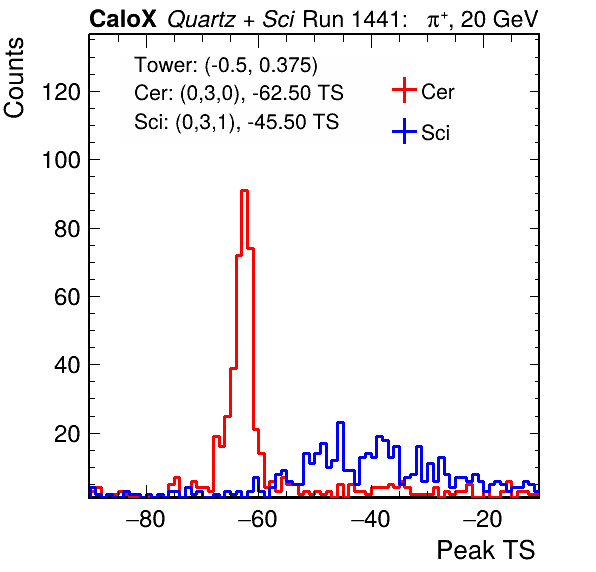 CaloX Quartz + Sci Run 1441: π⁺, 20 GeV
Counts
Tower: (-0.5, 0.375)
Cer: (0,3,0), -62.50 TS
Sci: (0,3,1), -45.50 TS
Cer
Sci
120
100
80
60
40
20
−80 −60 −40 −20
Peak TS